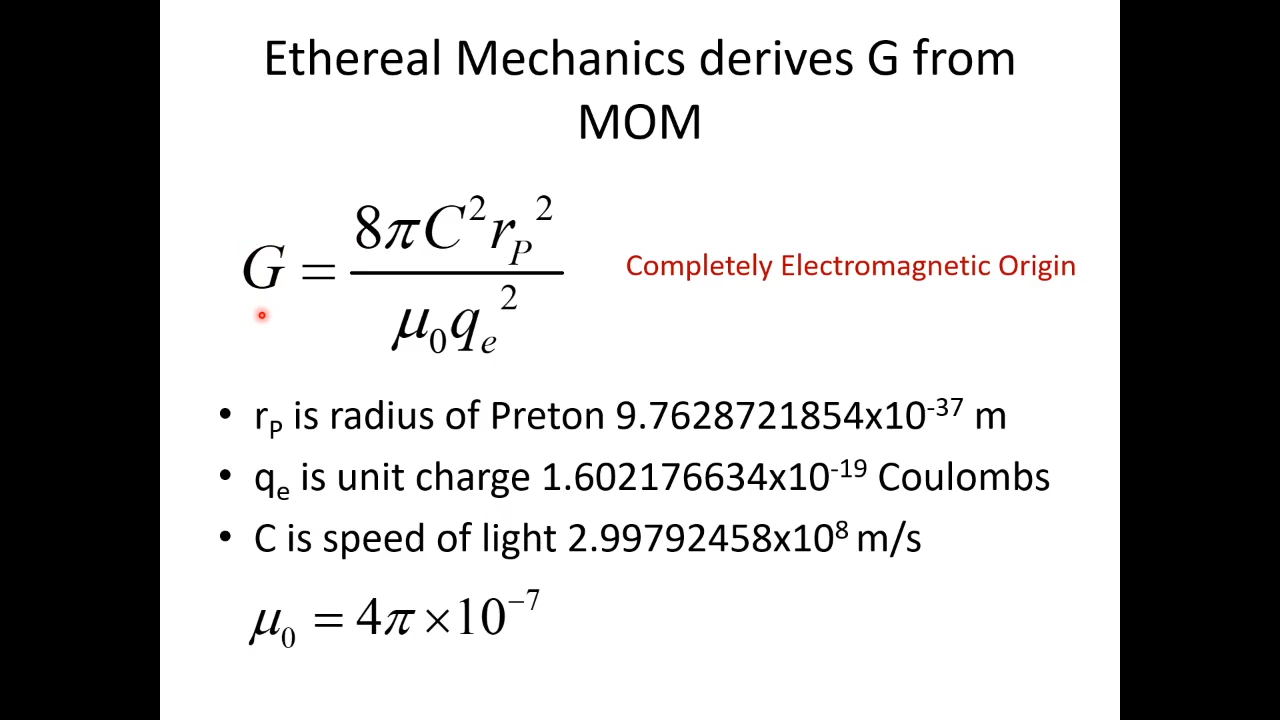 Ethereal Mechanics derives G from
MOM
G = 8πC²r_P² / μ₀q_e²
Completely Electromagnetic Origin
• r_P is radius of Preton 9.7628721854x10⁻³⁷ m
• q_e is unit charge 1.602176634x10⁻¹⁹ Coulombs
• C is speed of light 2.99792458x10⁸ m/s
μ₀ = 4π × 10⁻⁷